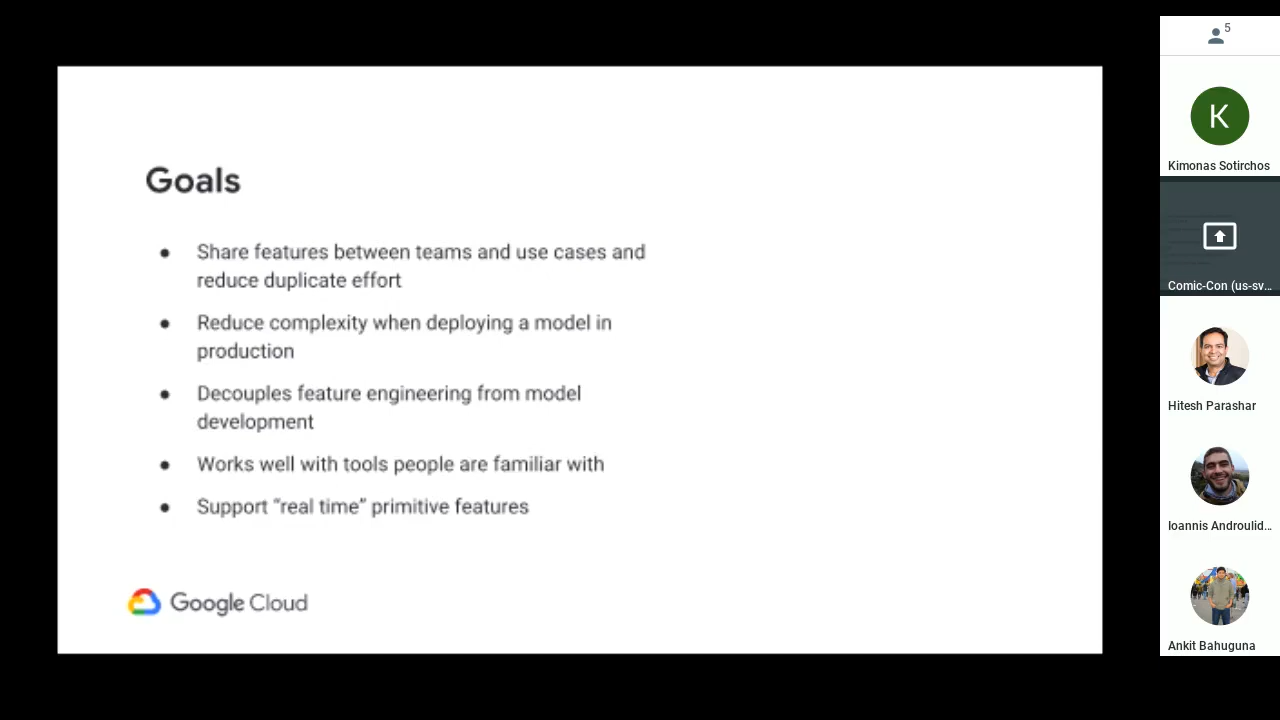 Goals
● Share features between teams and use cases and
reduce duplicate effort
● Reduce complexity when deploying a model in
production
● Decouples feature engineering from model
development
● Works well with tools people are familiar with
● Support “real time” primitive features
Google Cloud
5
K
Kimonas Sotirchos
Comic-Con (us-sv...
Hitesh Parashar
Ioannis Androulid...
Ankit Bahuguna